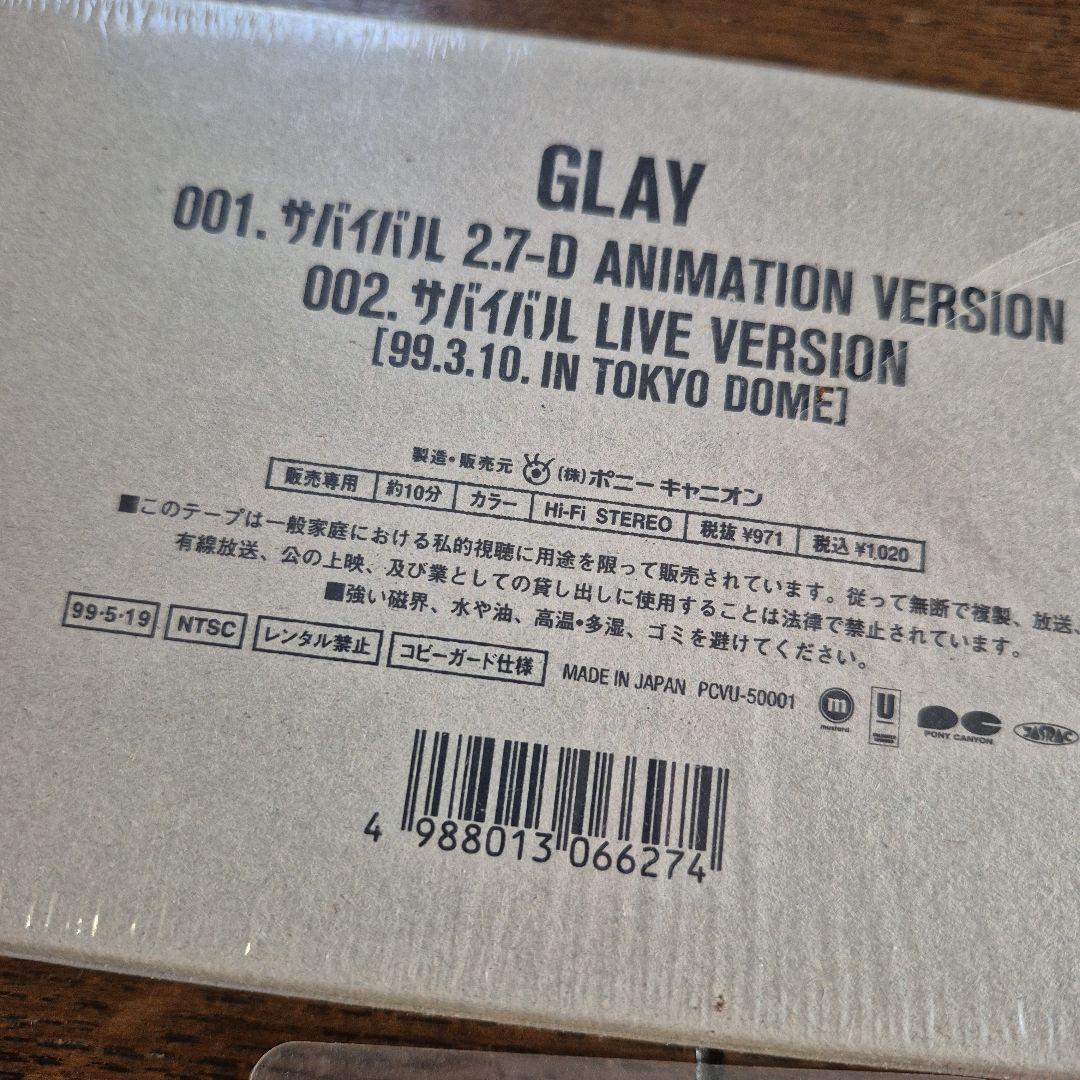 GLAY
001. サバイバル 2.7-D ANIMATION VERSION
002. サバイバル LIVE VERSION
[99.3.10. IN TOKYO DOME]
製造・販売元 (株)ポニーキャニオン
販売専用 約10分 カラー Hi-Fi STEREO 税抜 ¥971 税込 ¥1,020
■このテープは一般家庭における私的視聴に用途を限って販売されています。従って無断で複製、放送、
有線放送、公の上映、及び業としての貸し出しに使用することは法律で禁止されています。
■強い磁界、水や油、高温・多湿、ゴミを避けてください。
99・5・19 NTSC レンタル禁止 コピーガード仕様 MADE IN JAPAN PCVU-50001 m mustard U PONY CANYON JASRAC
4 988013 066274